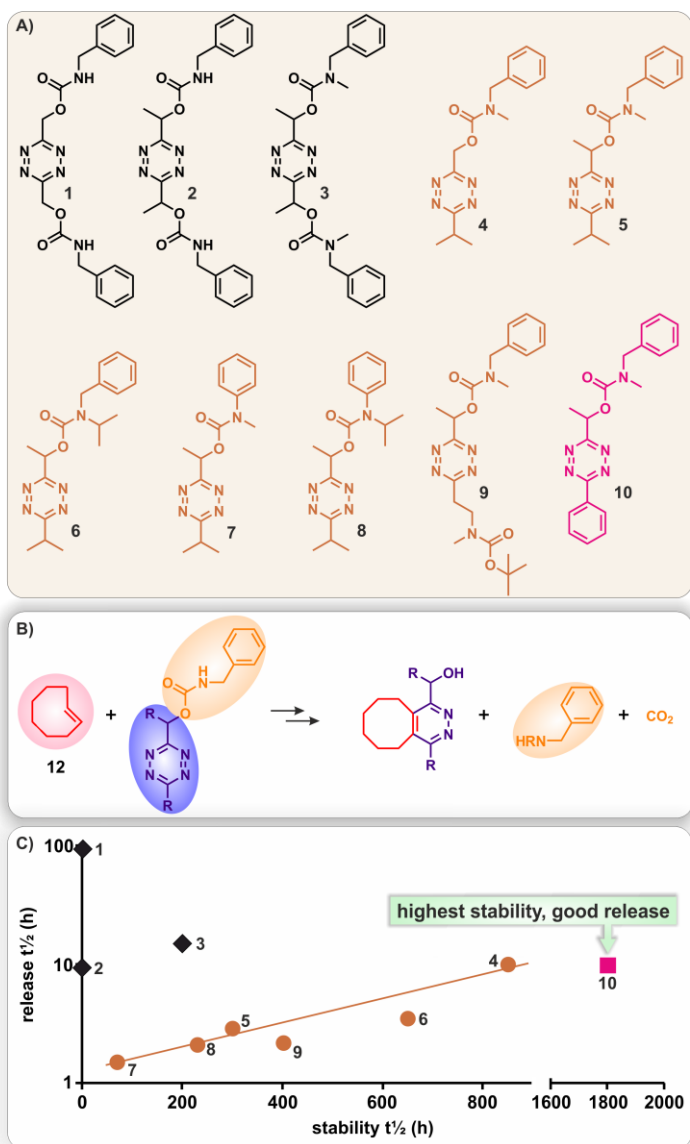 A)
O NH
O
N N
N N
1
O
O NH
O NH
O
N N
N N
2
O
O NH
O N
O
N N
N N
3
O
O N
O N
O
N N
N N
4
O N
O
N N
N N
5
O N
O
N N
N N
6
O N
O
N N
N N
7
O N
O
N N
N N
8
O N
O
N N
N N
9
N O
O
O N
O
N N
N N
10
B)
12
+
H
O N
R O
N N
N N
R
R OH
N
N
R
+
HRN
+ CO2
C)
release t½ (h)
100
10
1
1
2
3
4
5
6
7
8
9
10
highest stability, good release
0 200 400 600 800 1600 1800 2000
stability t½ (h)